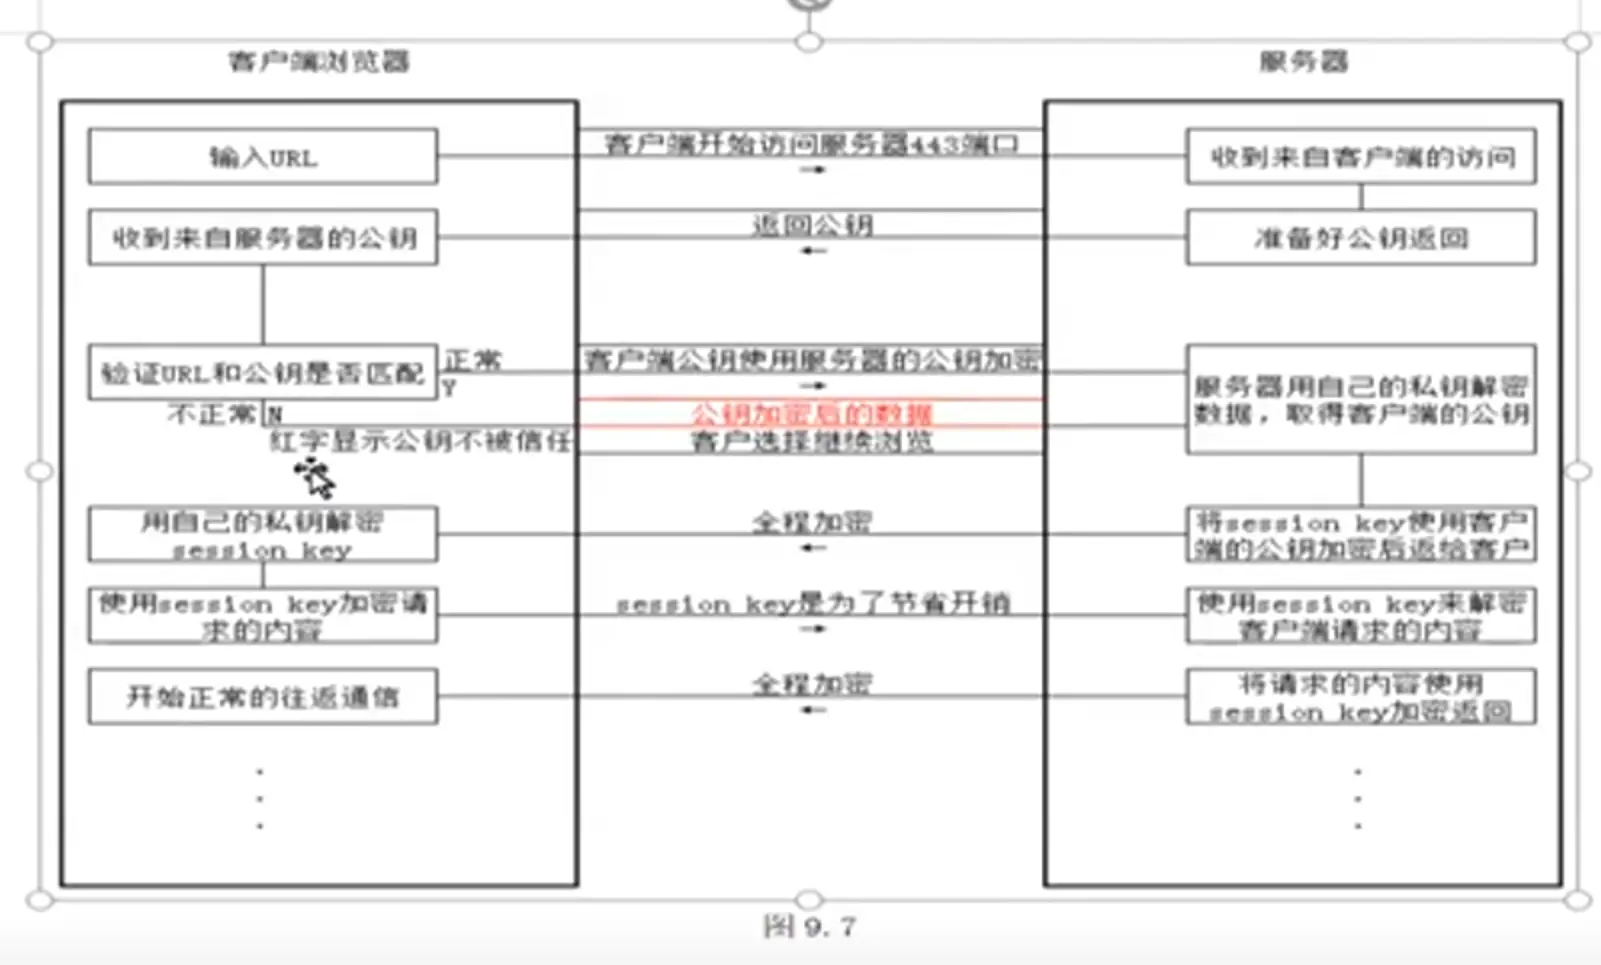 客户端浏览器
服务器
输入URL
客户端开始访问服务器443端口
收到来自客户端的访问
收到来自服务器的公钥
返回公钥
准备好公钥返回
验证URL和公钥是否匹配
正常
Y
客户端公钥使用服务器的公钥加密
服务器用自己的私钥解密
数据，取得客户端的公钥
不正常
N
公钥加密后的数据
红字显示公钥不被信任
客户选择继续浏览
用自己的私钥解密
session key
全程加密
将session key使用客户
端的公钥加密后返给客户
使用session key加密请
求的内容
session key是为了节省开销
使用session key来解密
客户端请求的内容
开始正常的往返通信
全程加密
将请求的内容使用
session key加密返回
图 9.7